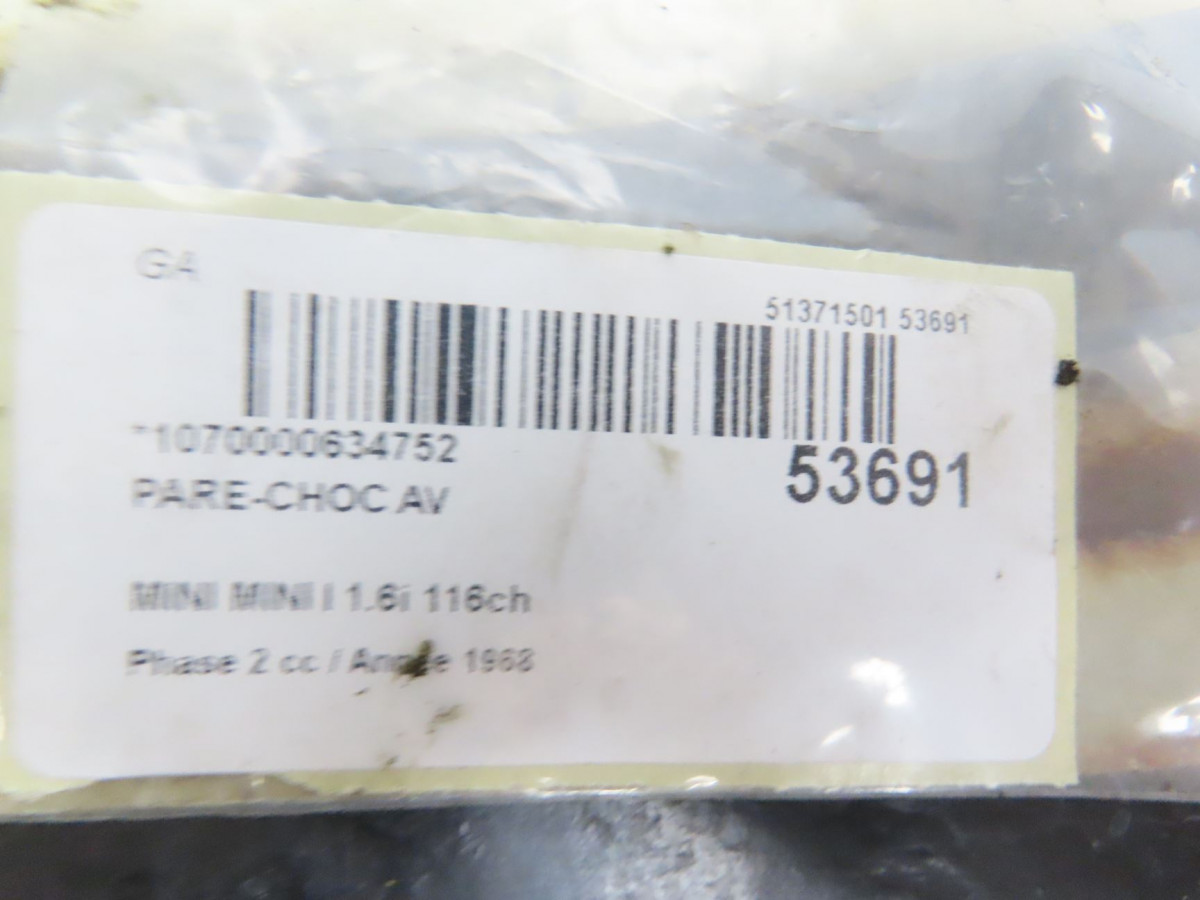 GA
51371501 53691
*1070000634752
53691
PARE-CHOC AV
MINI MINI I 1.6i 116ch
Phase 2 cc / Année 1968